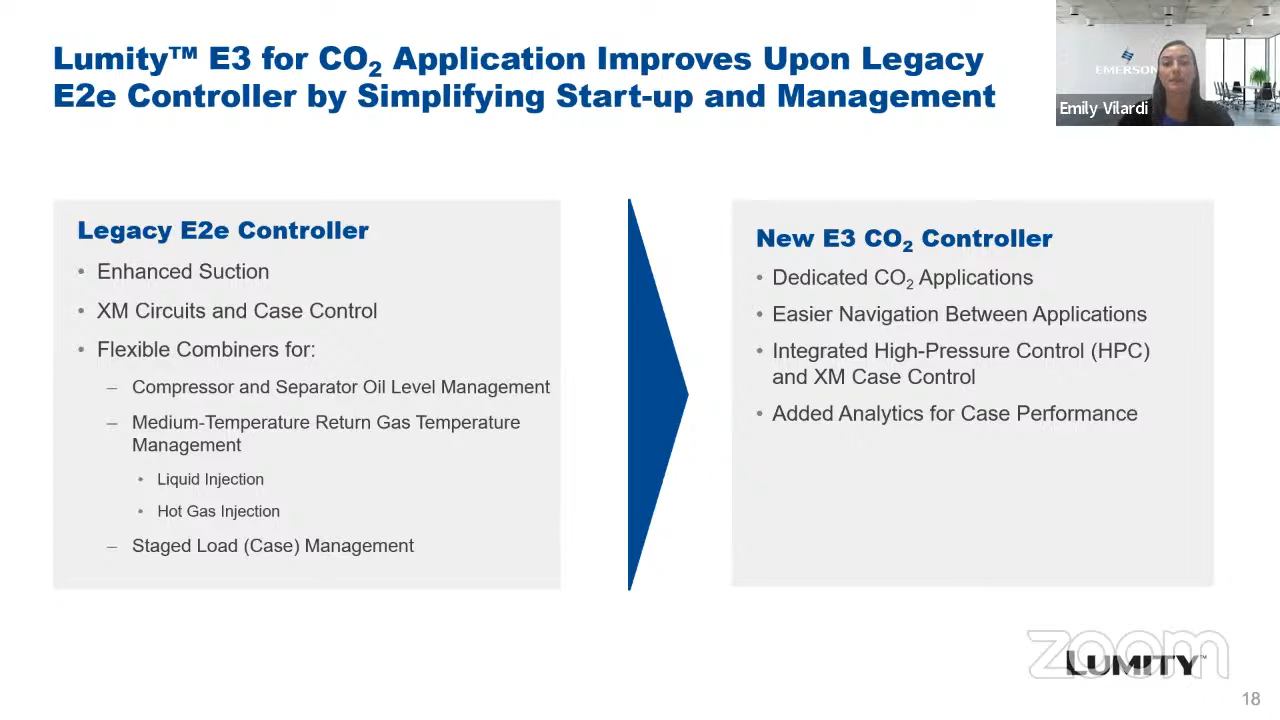 Lumity™ E3 for CO₂ Application Improves Upon Legacy
E2e Controller by Simplifying Start-up and Management
EMERSON
Emily Vilardi
Legacy E2e Controller
• Enhanced Suction
• XM Circuits and Case Control
• Flexible Combiners for:
– Compressor and Separator Oil Level Management
– Medium-Temperature Return Gas Temperature
Management
• Liquid Injection
• Hot Gas Injection
– Staged Load (Case) Management
New E3 CO₂ Controller
• Dedicated CO₂ Applications
• Easier Navigation Between Applications
• Integrated High-Pressure Control (HPC)
and XM Case Control
• Added Analytics for Case Performance
zoom
LUMITY™
18